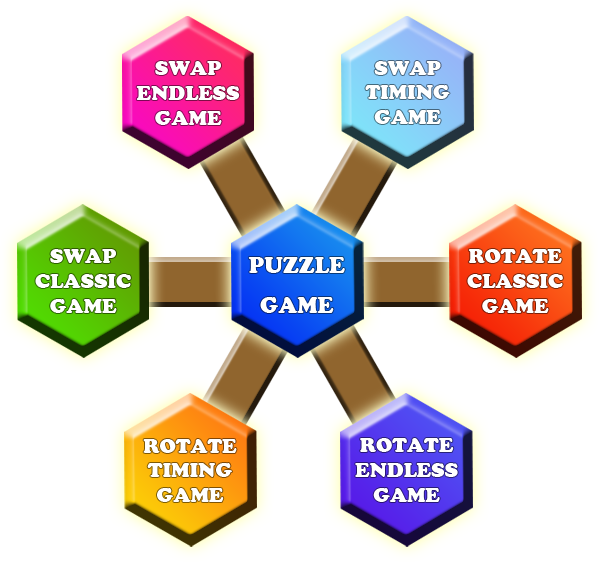 SWAP
ENDLESS
GAME
SWAP
TIMING
GAME
SWAP
CLASSIC
GAME
PUZZLE
GAME
ROTATE
CLASSIC
GAME
ROTATE
TIMING
GAME
ROTATE
ENDLESS
GAME